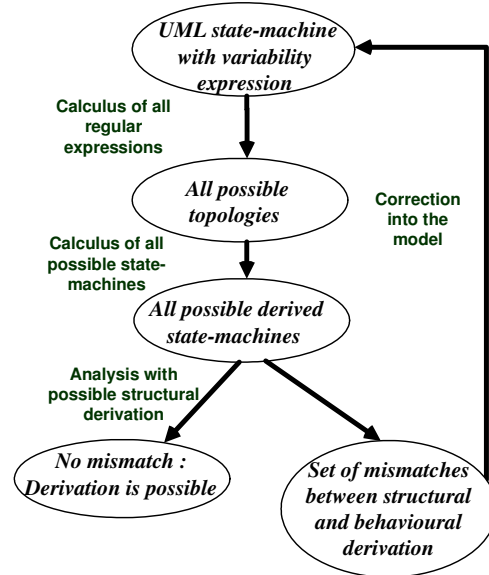 UML state-machine
with variability
expression
Calculus of all
regular
expressions
All possible
topologies
Correction
into the
model
Calculus of all
possible state-
machines
All possible derived
state-machines
Analysis with
possible structural
derivation
No mismatch :
Derivation is possible
Set of mismatches
between structural
and behavioural
derivation